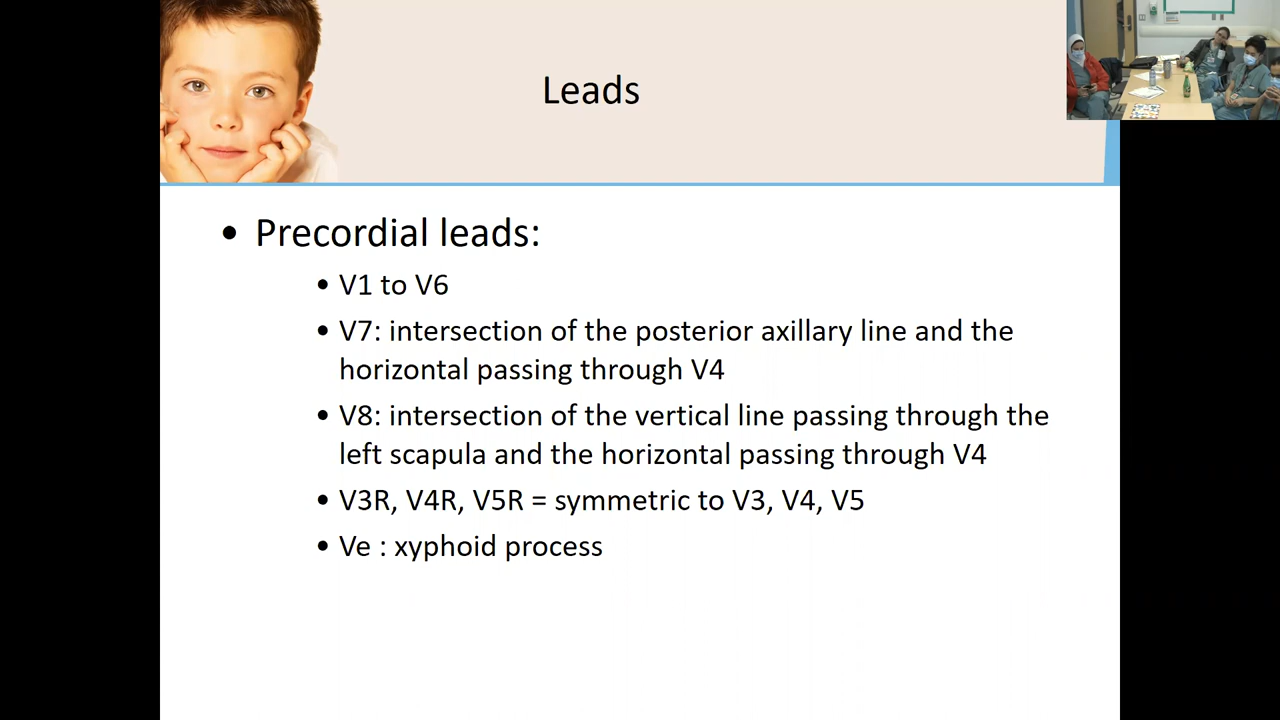 Leads
• Precordial leads:
• V1 to V6
• V7: intersection of the posterior axillary line and the
horizontal passing through V4
• V8: intersection of the vertical line passing through the
left scapula and the horizontal passing through V4
• V3R, V4R, V5R = symmetric to V3, V4, V5
• Ve : xyphoid process